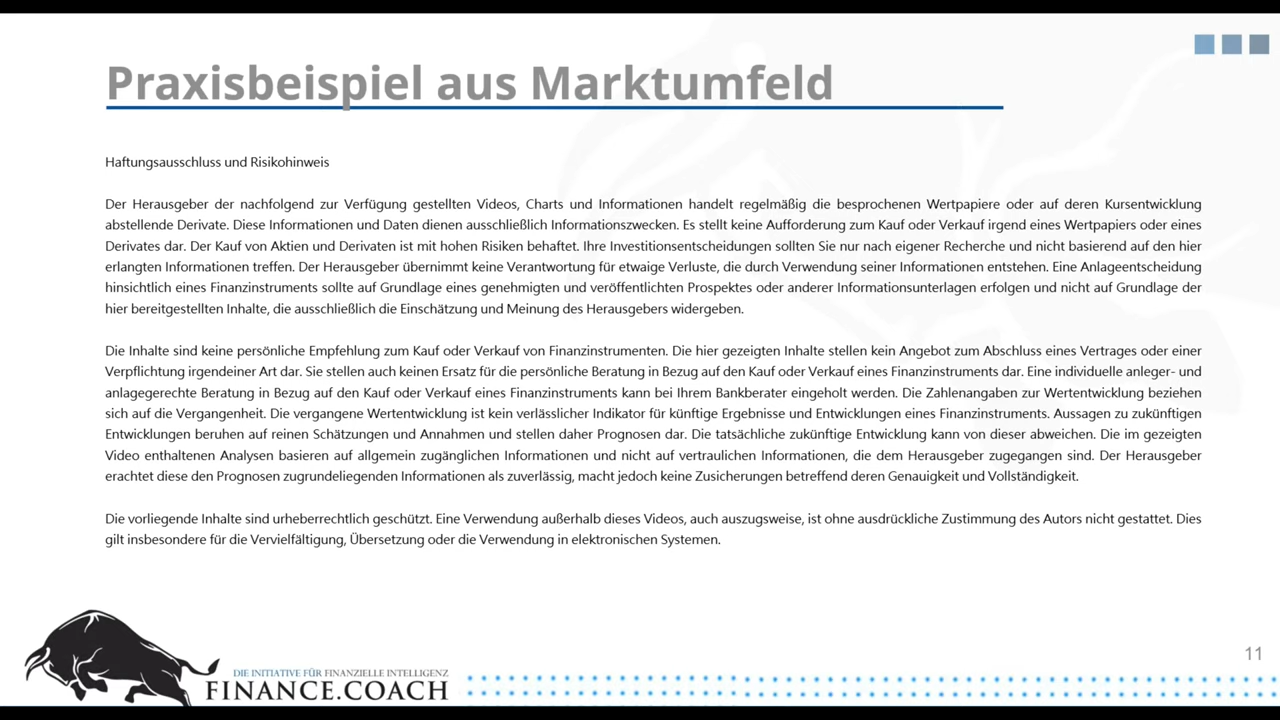 Praxisbeispiel aus Marktumfeld
Haftungsausschluss und Risikohinweis
Der Herausgeber der nachfolgend zur Verfügung gestellten Videos, Charts und Informationen handelt regelmäßig die besprochenen Wertpapiere oder auf deren Kursentwicklung
abstellende Derivate. Diese Informationen und Daten dienen ausschließlich Informationszwecken. Es stellt keine Aufforderung zum Kauf oder Verkauf irgend eines Wertpapiers oder eines
Derivates dar. Der Kauf von Aktien und Derivaten ist mit hohen Risiken behaftet. Ihre Investitionsentscheidungen sollten Sie nur nach eigener Recherche und nicht basierend auf den hier
erlangten Informationen treffen. Der Herausgeber übernimmt keine Verantwortung für etwaige Verluste, die durch Verwendung seiner Informationen entstehen. Eine Anlageentscheidung
hinsichtlich eines Finanzinstruments sollte auf Grundlage eines genehmigten und veröffentlichten Prospektes oder anderer Informationsunterlagen erfolgen und nicht auf Grundlage der
hier bereitgestellten Inhalte, die ausschließlich die Einschätzung und Meinung des Herausgebers widergeben.
Die Inhalte sind keine persönliche Empfehlung zum Kauf oder Verkauf von Finanzinstrumenten. Die hier gezeigten Inhalte stellen kein Angebot zum Abschluss eines Vertrages oder einer
Verpflichtung irgendeiner Art dar. Sie stellen auch keinen Ersatz für die persönliche Beratung in Bezug auf den Kauf oder Verkauf eines Finanzinstruments dar. Eine individuelle anleger- und
anlagegerechte Beratung in Bezug auf den Kauf oder Verkauf eines Finanzinstruments kann bei Ihrem Bankberater eingeholt werden. Die Zahlenangaben zur Wertentwicklung beziehen
sich auf die Vergangenheit. Die vergangene Wertentwicklung ist kein verlässlicher Indikator für künftige Ergebnisse und Entwicklungen eines Finanzinstruments. Aussagen zu zukünftigen
Entwicklungen beruhen auf reinen Schätzungen und Annahmen und stellen daher Prognosen dar. Die tatsächliche zukünftige Entwicklung kann von dieser abweichen. Die im gezeigten
Video enthaltenen Analysen basieren auf allgemein zugänglichen Informationen und nicht auf vertraulichen Informationen, die dem Herausgeber zugegangen sind. Der Herausgeber
erachtet diese den Prognosen zugrundeliegenden Informationen als zuverlässig, macht jedoch keine Zusicherungen betreffend deren Genauigkeit und Vollständigkeit.
Die vorliegende Inhalte sind urheberrechtlich geschützt. Eine Verwendung außerhalb dieses Videos, auch auszugsweise, ist ohne ausdrückliche Zustimmung des Autors nicht gestattet. Dies
gilt insbesondere für die Vervielfältigung, Übersetzung oder die Verwendung in elektronischen Systemen.
11
DIE INITIATIVE FÜR FINANZIELLE INTELLIGENZ
FINANCE.COACH